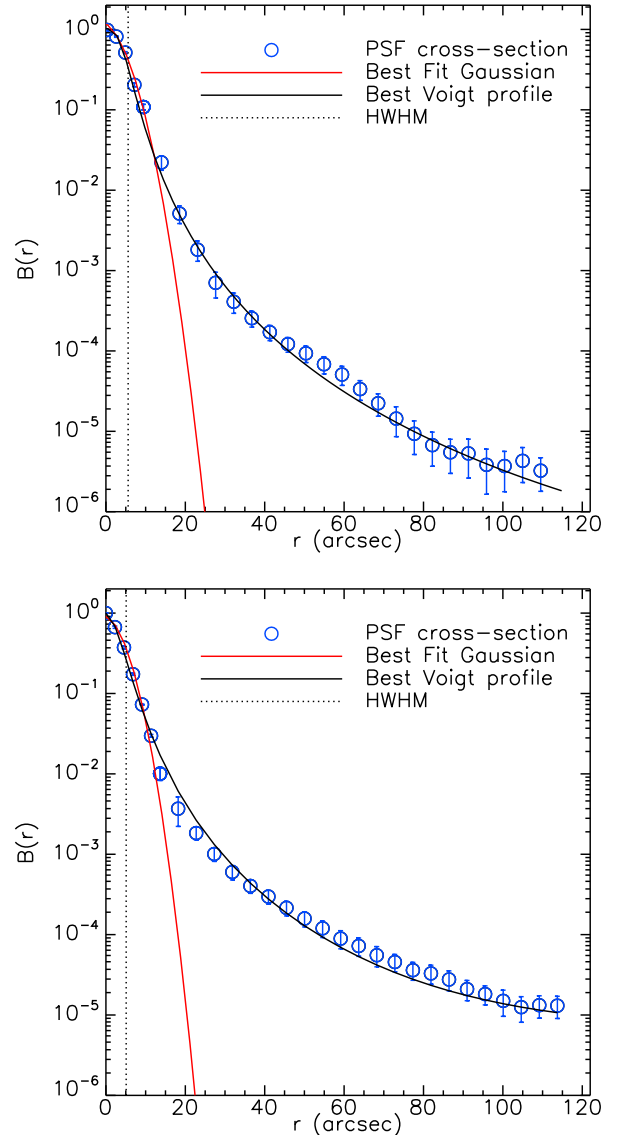 10^0
PSF cross-section
Best Fit Gaussian
10^-1
Best Voigt profile
HWHM
10^-2
B(r)
10^-3
10^-4
10^-5
10^-6
0 20 40 60 80 100 120
r (arcsec)
10^0
PSF cross-section
Best Fit Gaussian
10^-1
Best Voigt profile
HWHM
10^-2
B(r)
10^-3
10^-4
10^-5
10^-6
0 20 40 60 80 100 120
r (arcsec)